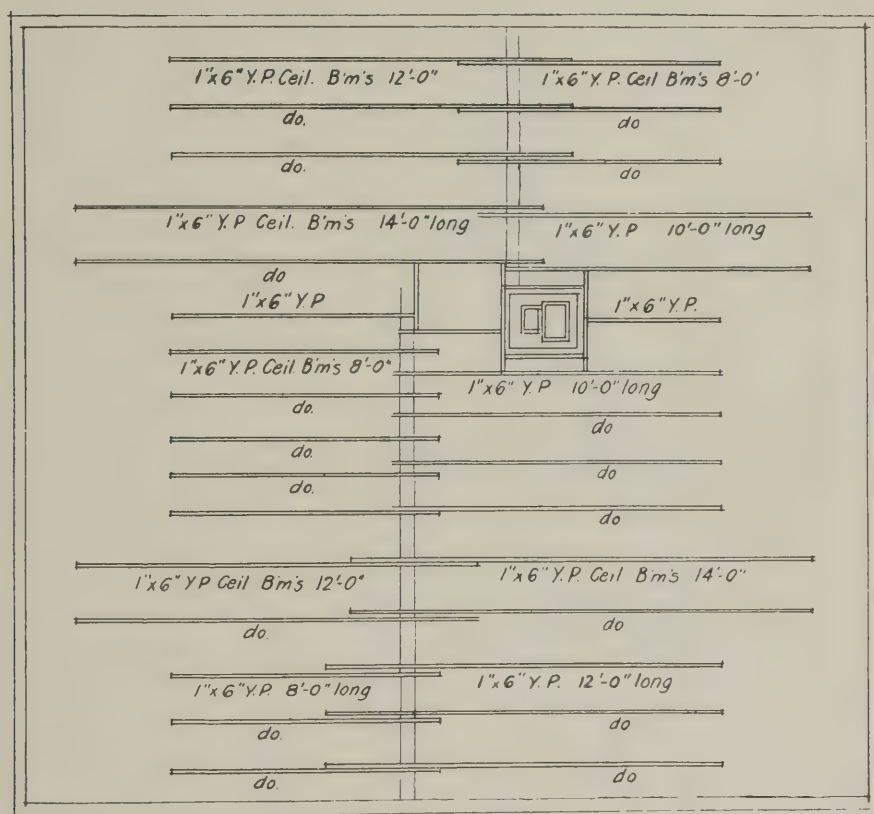 1"x6" Y.P. Ceil. B'm's 12'-0"
1"x6" Y.P. Ceil B'm's 8'-0'
do.
do
do.
do
1"x6" Y.P Ceil. B'm's 14'-0" long
1"x6" Y.P 10'-0" long
do
1"x6" Y.P
1"x6" Y.P.
1"x6" Y.P. Ceil B'm's 8'-0"
1"x6" Y.P 10'-0" long
do.
do
do.
do
do.
do
1"x6" Y P Ceil B'm's 12'-0"
1"x6" Y.P. Ceil B'm's 14'-0"
do.
do
1"x6" Y.P. 8'-0" long
1"x6" Y.P. 12'-0" long
do.
do
do.
do